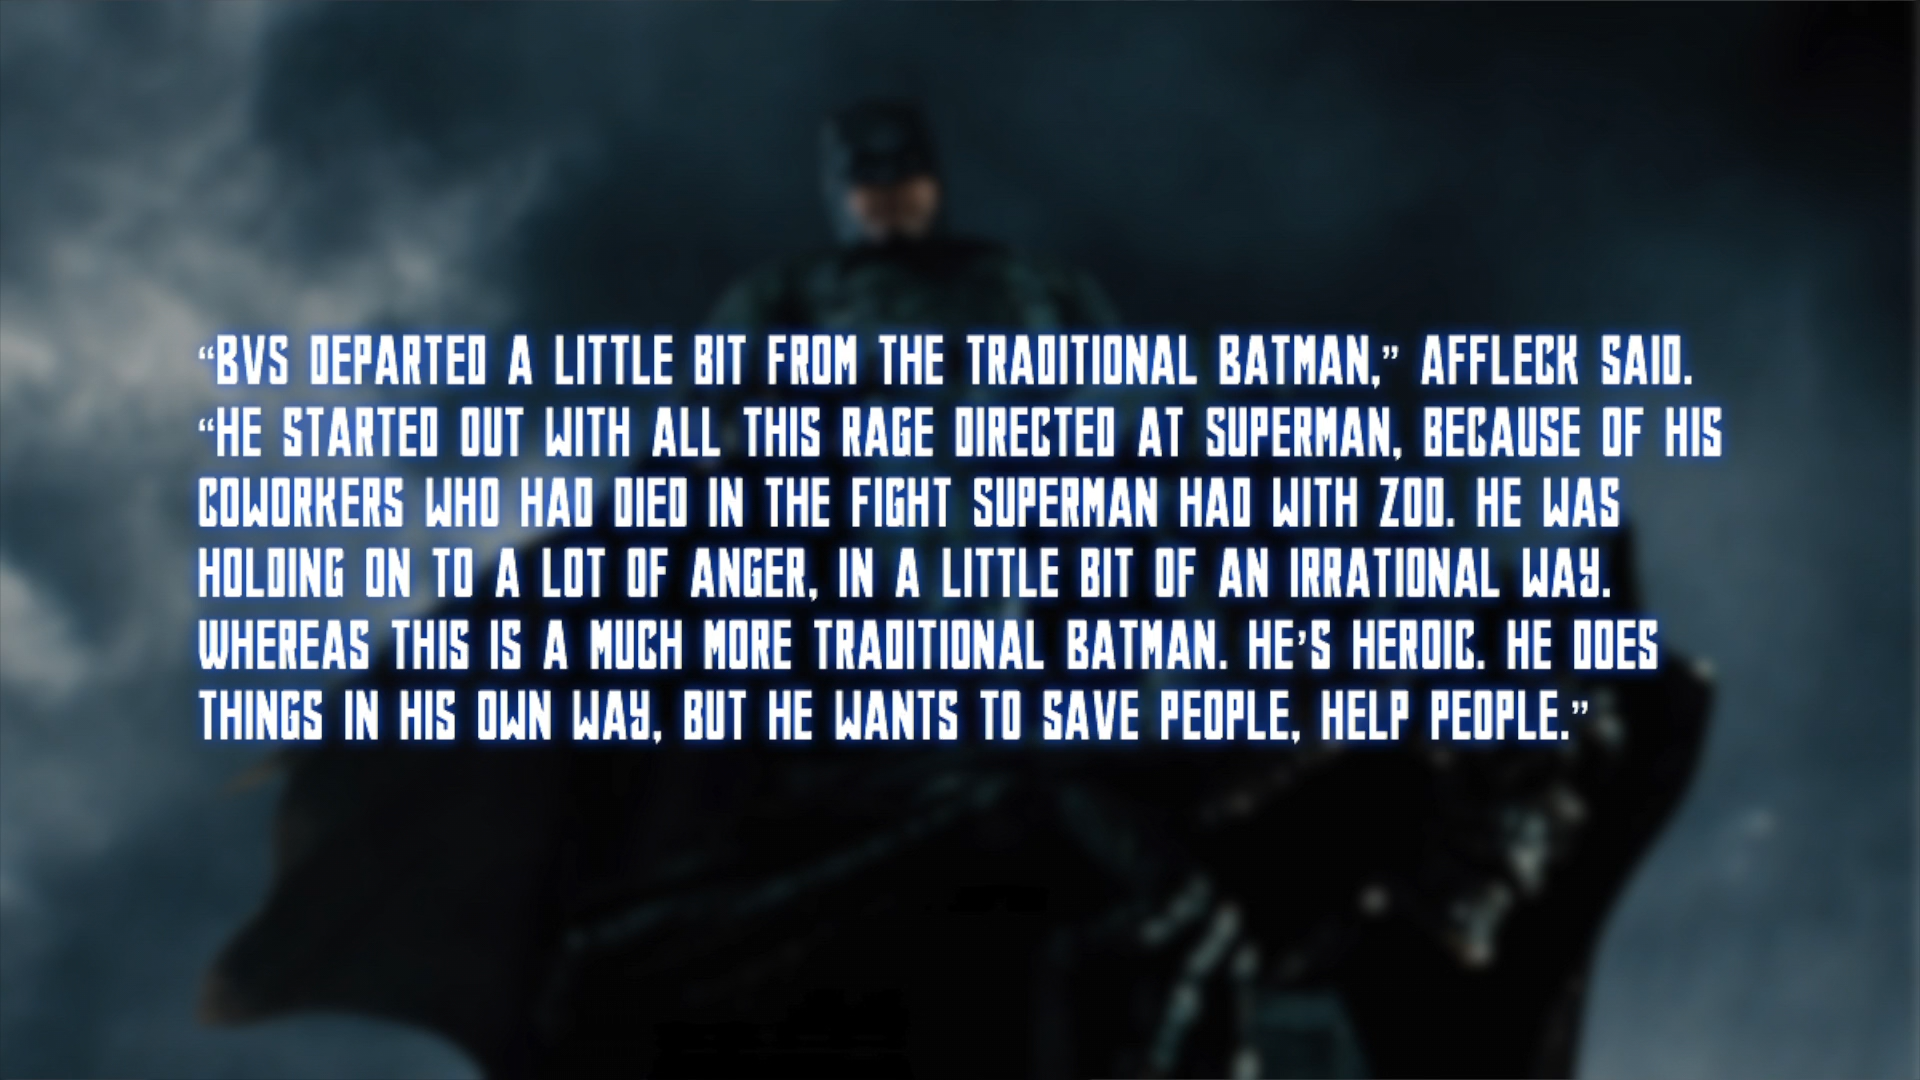 “BVS DEPARTED A LITTLE BIT FROM THE TRADITIONAL BATMAN,” AFFLECK SAID.
“HE STARTED OUT WITH ALL THIS RAGE DIRECTED AT SUPERMAN, BECAUSE OF HIS
COWORKERS WHO HAD DIED IN THE FIGHT SUPERMAN HAD WITH ZOD. HE WAS
HOLDING ON TO A LOT OF ANGER, IN A LITTLE BIT OF AN IRRATIONAL WAY.
WHEREAS THIS IS A MUCH MORE TRADITIONAL BATMAN. HE’S HEROIC. HE DOES
THINGS IN HIS OWN WAY, BUT HE WANTS TO SAVE PEOPLE, HELP PEOPLE.”